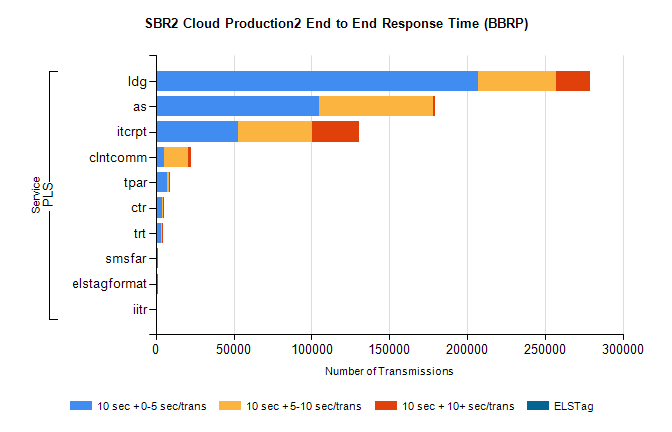 SBR2 Cloud Production2 End to End Response Time (BBRP)
Service
PLS
ldg
as
itcrpt
clntcomm
tpar
ctr
trt
smsfar
elstagformat
iitr
0 50000 100000 150000 200000 250000 300000
Number of Transmissions
10 sec +0-5 sec/trans 10 sec +5-10 sec/trans 10 sec + 10+ sec/trans ELSTag